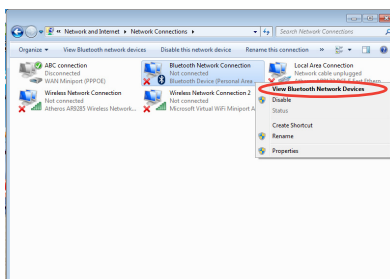 « Network and Internet ▸ Network Connections ▸
Search Network Connections
Organize ▾ View Bluetooth network devices Disable this network device Rename this connection »
ABC connection
Disconnected
WAN Miniport (PPPOE)
Bluetooth Network Connection
Not connected
Bluetooth Device (Personal Area
Local Area Connection
Network cable unplugged
Wireless Network Connection
Not connected
Atheros AR9285 Wireless Network...
Wireless Network Connection 2
Not connected
Microsoft Virtual WiFi Miniport A
View Bluetooth Network Devices
Disable
Status
Create Shortcut
Rename
Properties